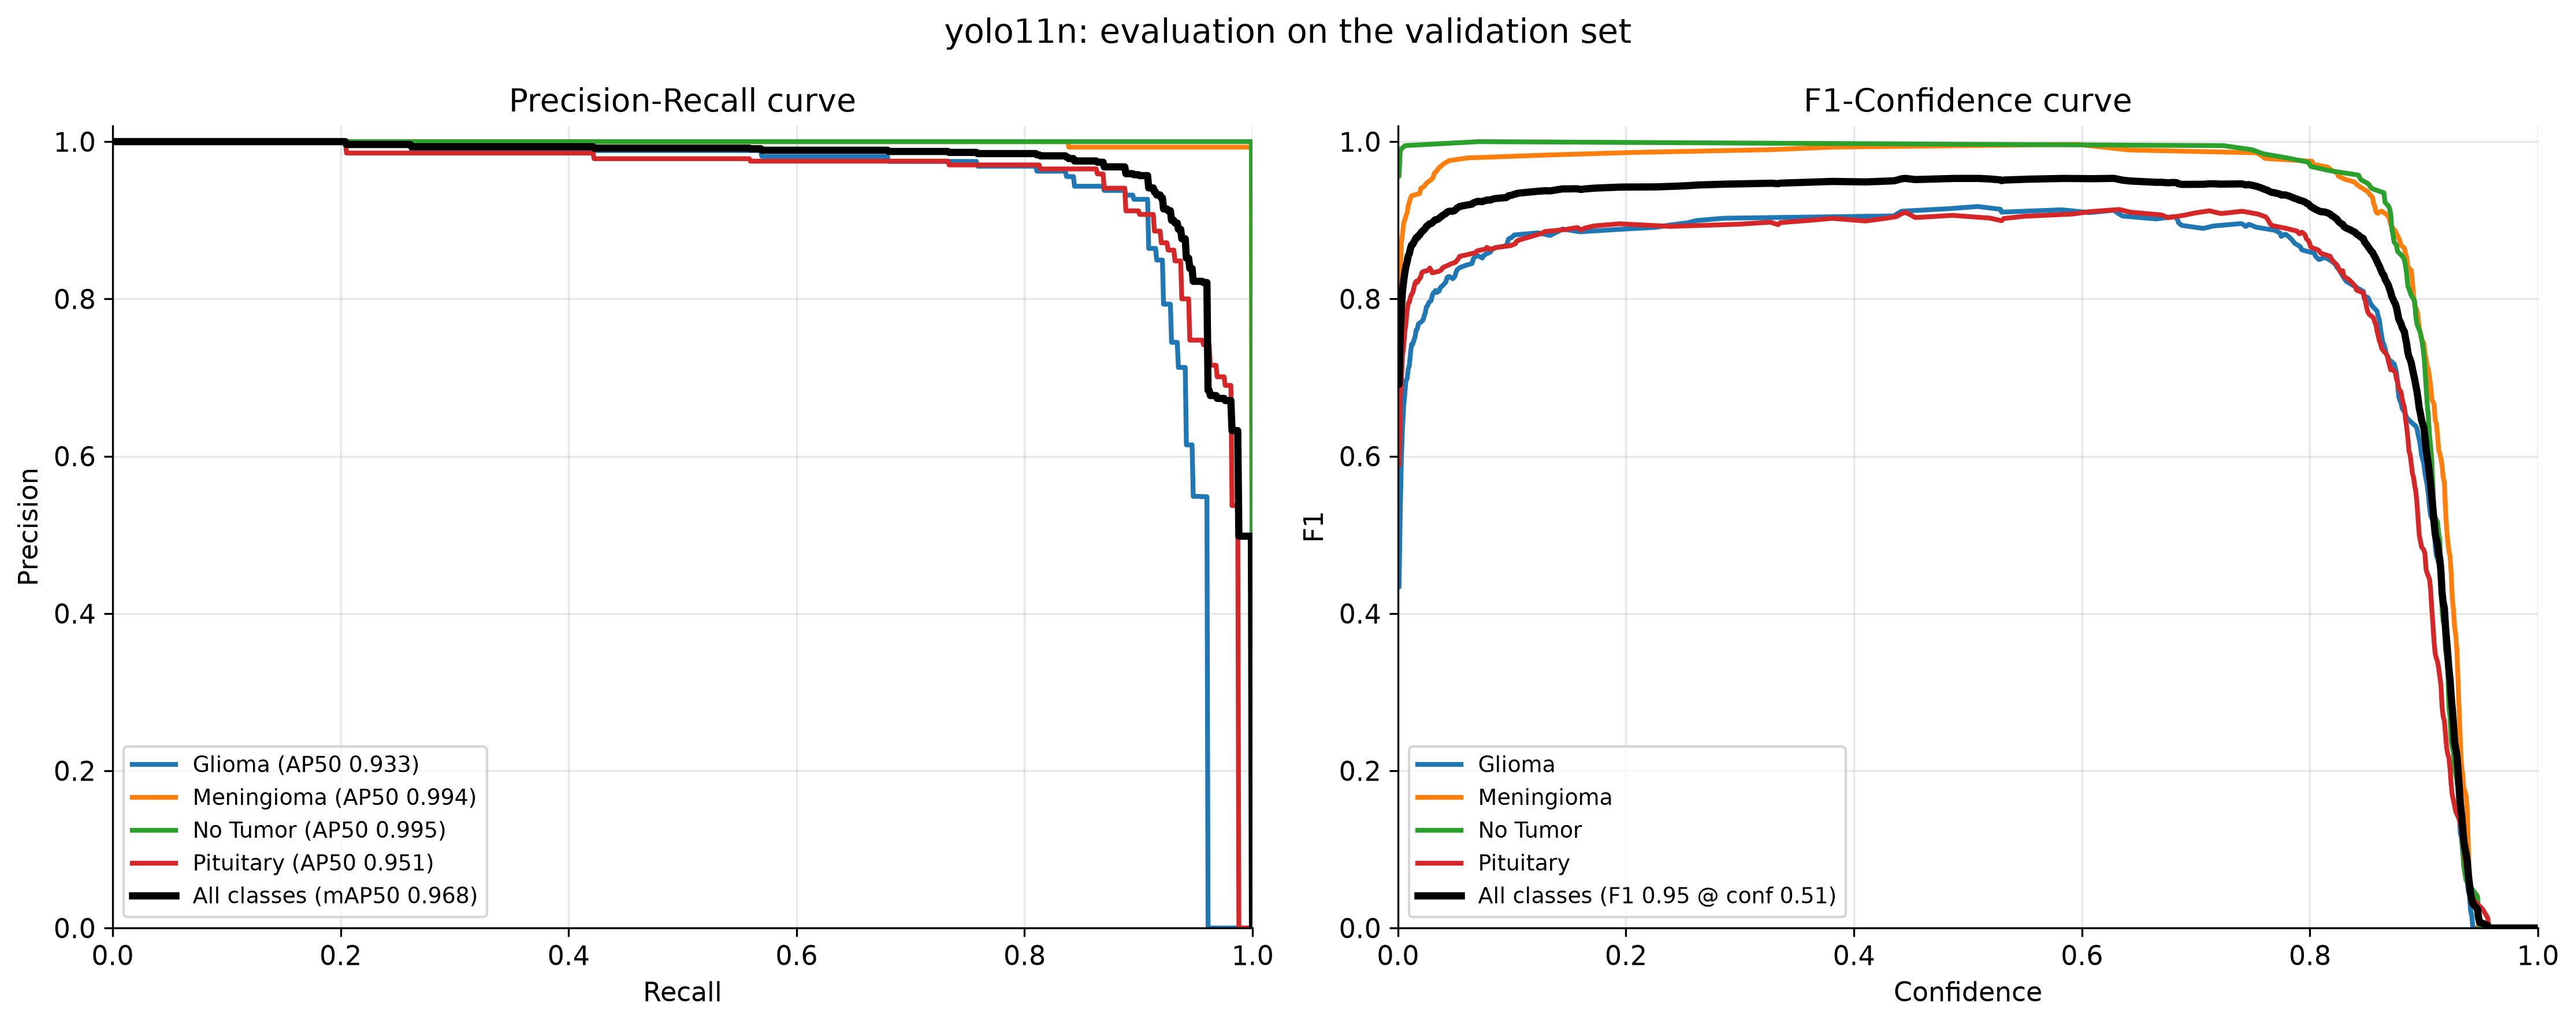 yolo11n: evaluation on the validation set
Precision-Recall curve
1.0
0.8
0.6
0.4
0.2
0.0
Precision
Glioma (AP50 0.933)
Meningioma (AP50 0.994)
No Tumor (AP50 0.995)
Pituitary (AP50 0.951)
All classes (mAP50 0.968)
0.0 0.2 0.4 0.6 0.8 1.0
Recall
F1-Confidence curve
1.0
0.8
0.6
0.4
0.2
0.0
F1
Glioma
Meningioma
No Tumor
Pituitary
All classes (F1 0.95 @ conf 0.51)
0.0 0.2 0.4 0.6 0.8 1.0
Confidence